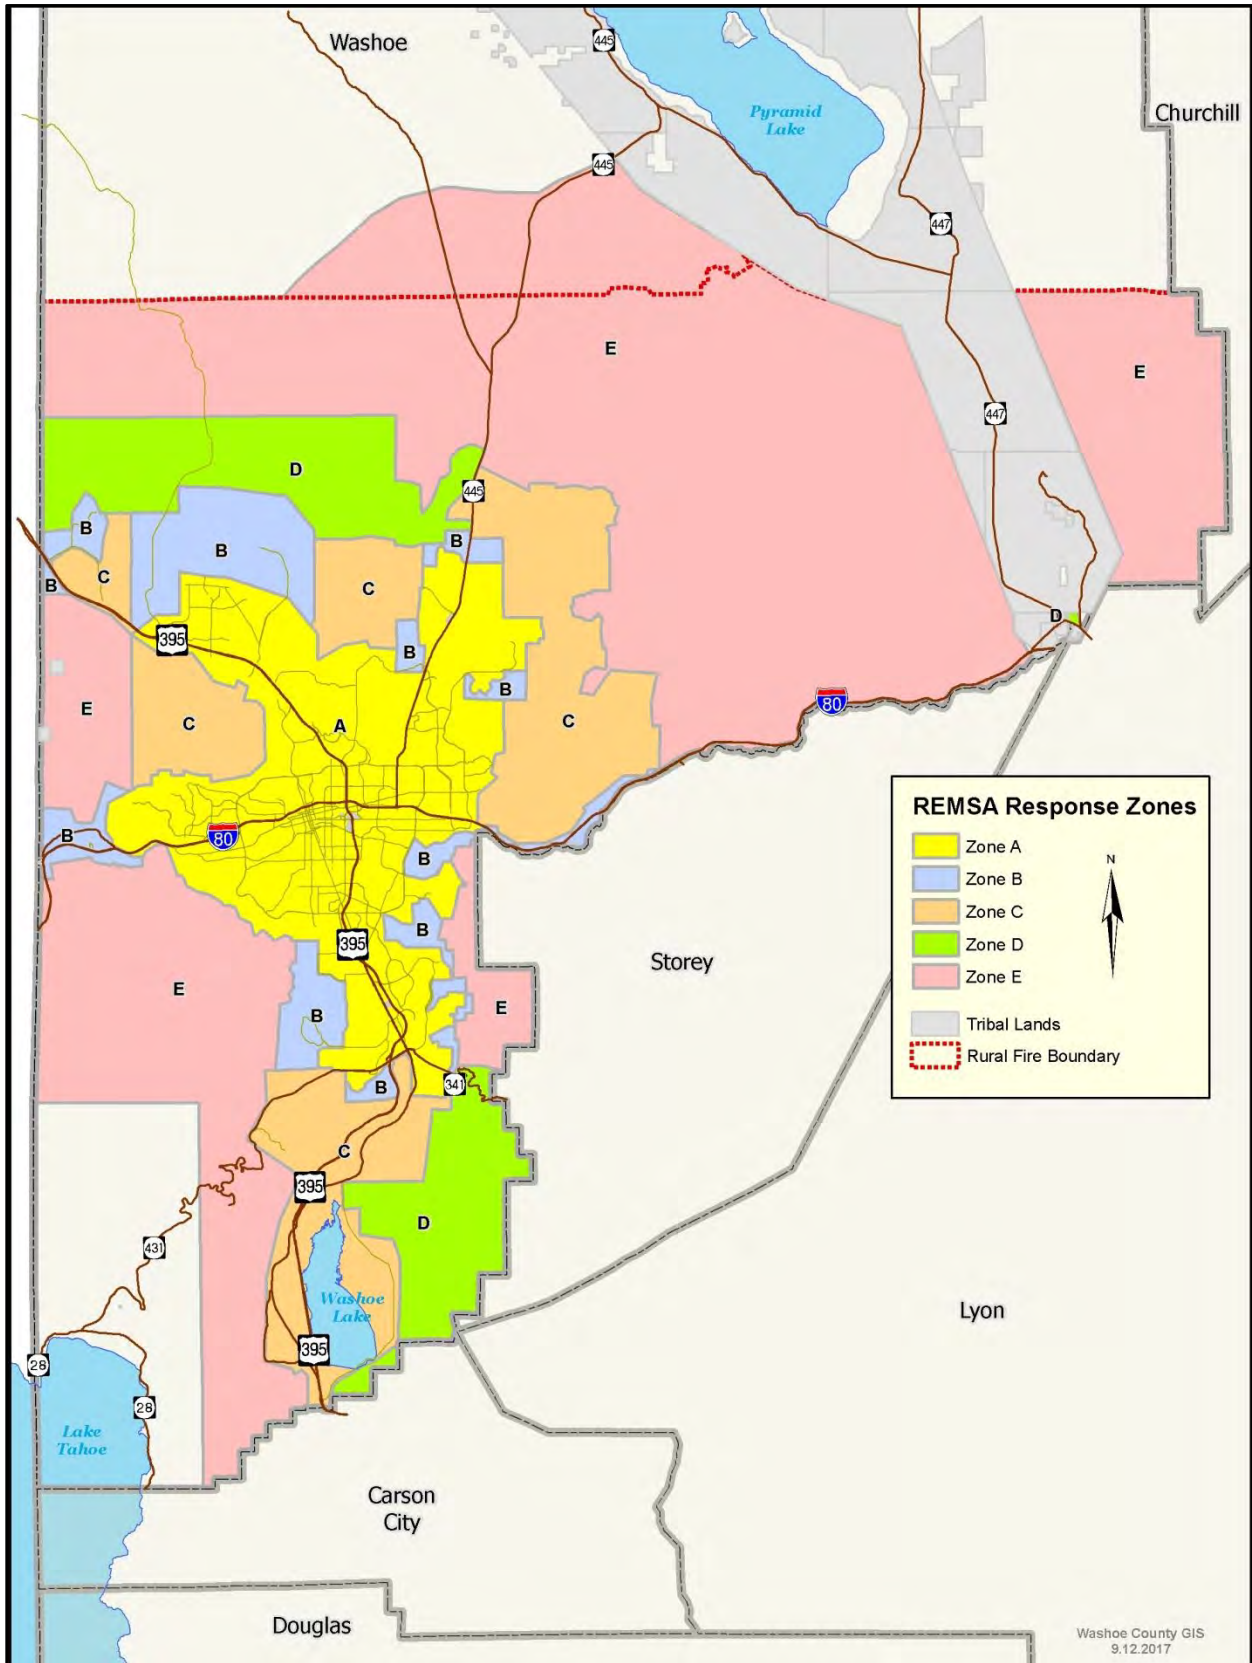 Washoe
445
Pyramid
Lake
Churchill
445
447
E
E
447
D
445
B
B
B
C
B
C
D
395
B
B
E
C
A
C
80
B
80
B
B
395
E
B
E
B
341
C
395
D
431
Washoe
Lake
395
28
28
Lake
Tahoe
Storey
Lyon
Carson
City
Douglas
REMSA Response Zones
Zone A
Zone B
Zone C
Zone D
Zone E
Tribal Lands
Rural Fire Boundary
N
Washoe County GIS
9.12.2017